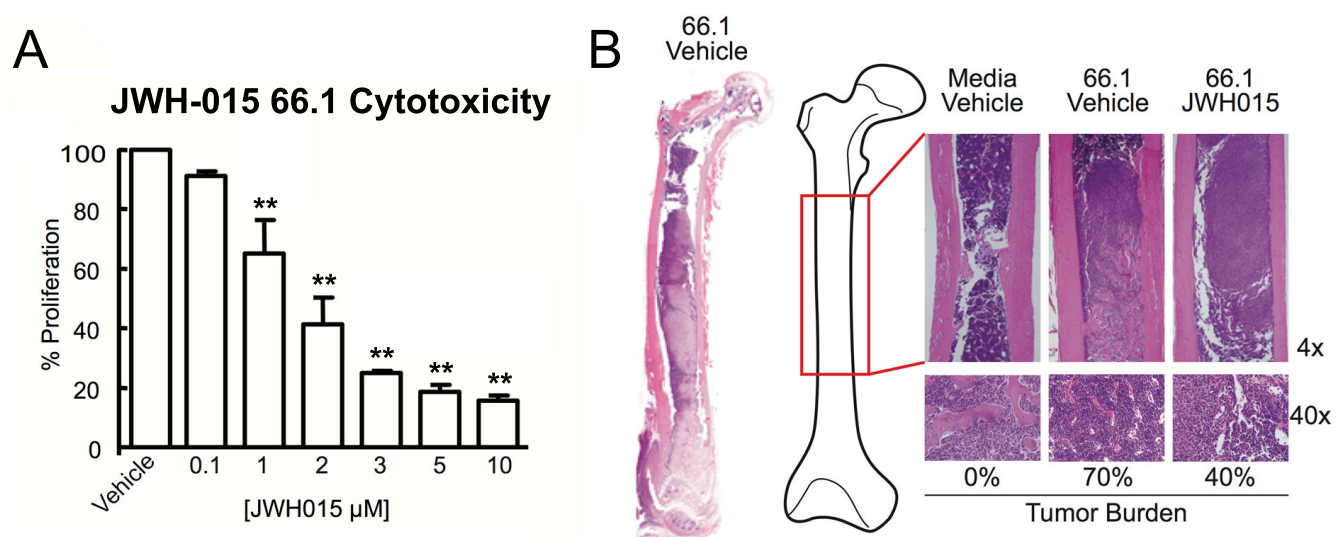 A
JWH-015 66.1 Cytotoxicity
% Proliferation
100
80
60
40
20
0
**
**
**
**
**
Vehicle
0.1
1
2
3
5
10
[JWH015 µM]
B
66.1
Vehicle
Media
Vehicle
66.1
Vehicle
66.1
JWH015
4x
40x
0%
70%
40%
Tumor Burden